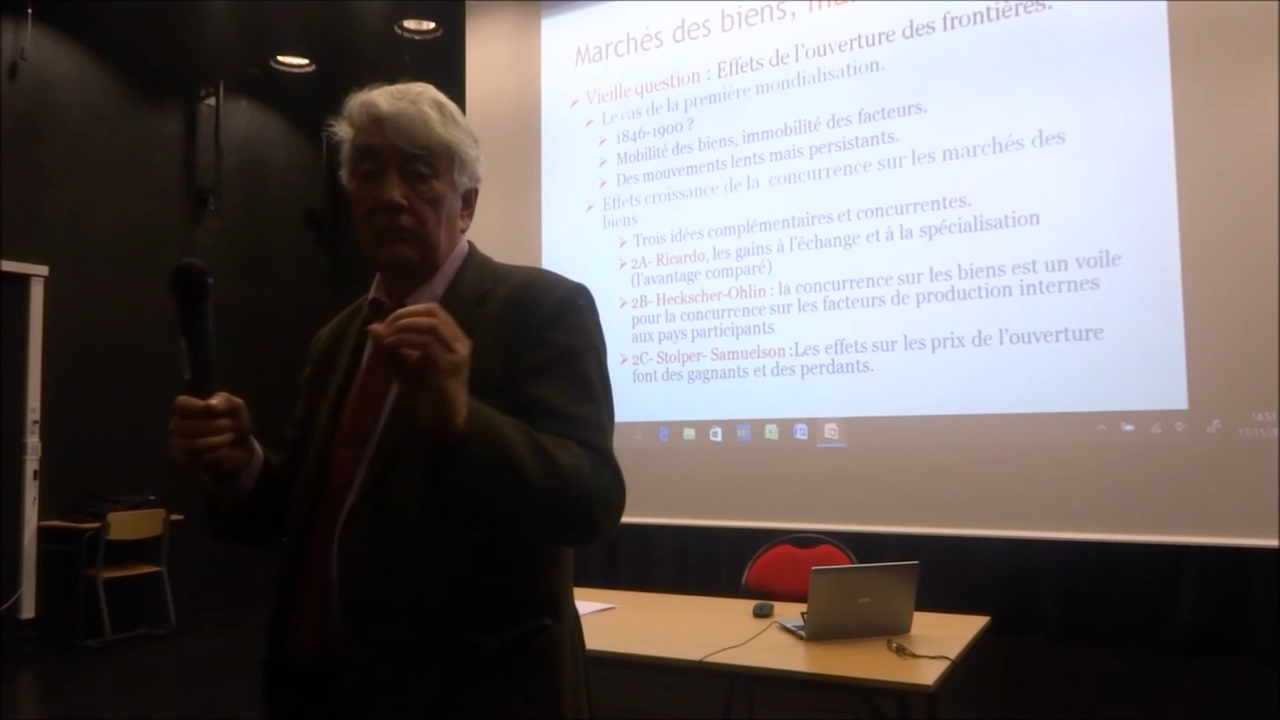 Marchés des biens,
Vieille question : Effets de l'ouverture des frontières.
Le cas de la première mondialisation.
1846-1900 ?
Mobilité des biens, immobilité des facteurs.
Des mouvements lents mais persistants.
Effets croissance de la concurrence sur les marchés des
biens
Trois idées complémentaires et concurrentes.
2A- Ricardo, les gains à l'échange et à la spécialisation
(l'avantage comparé)
2B- Heckscher-Ohlin : la concurrence sur les biens est un voile
pour la concurrence sur les facteurs de production internes
aux pays participants
2C- Stolper- Samuelson :Les effets sur les prix de l'ouverture
font des gagnants et des perdants.